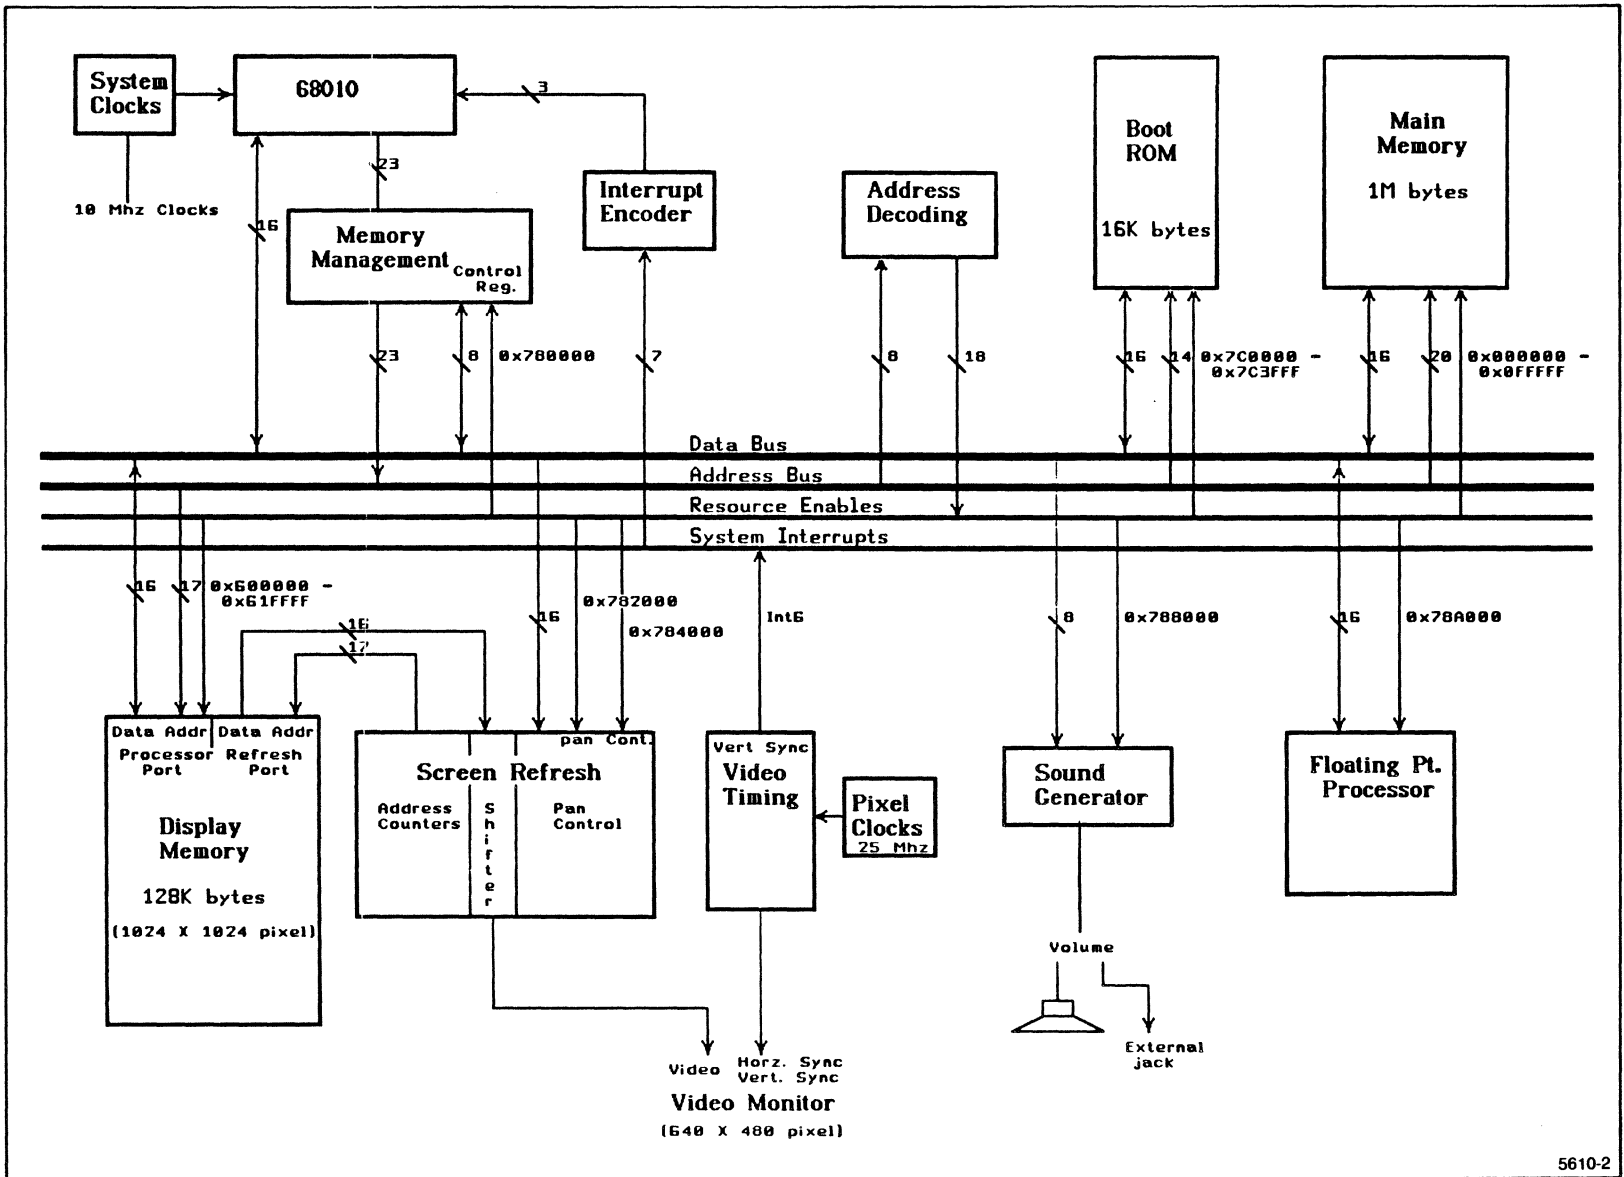 System
Clocks
10 Mhz Clocks
68010
3
23
16
Memory
Management
Control
Reg.
23
8
0x780000
Interrupt
Encoder
7
Address
Decoding
8
18
Boot
ROM
16K bytes
16
14
0x7C0000 -
0x7C3FFF
Main
Memory
1M bytes
16
20
0x000000 -
0x0FFFFF
Data Bus
Address Bus
Resource Enables
System Interrupts
16
17
0x600000 -
0x61FFFF
16
17
16
0x782000
0x784000
Int6
8
0x788000
16
0x78A000
Data Addr
Data Addr
Processor
Port
Refresh
Port
Display
Memory
128K bytes
(1024 X 1024 pixel)
pan Cont.
Screen Refresh
Address
Counters
Shifter
Pan
Control
Vert Sync
Video
Timing
Pixel
Clocks
25 Mhz
Sound
Generator
Floating Pt.
Processor
Volume
External
jack
Video
Horz. Sync
Vert. Sync
Video Monitor
(640 X 480 pixel)
5610-2